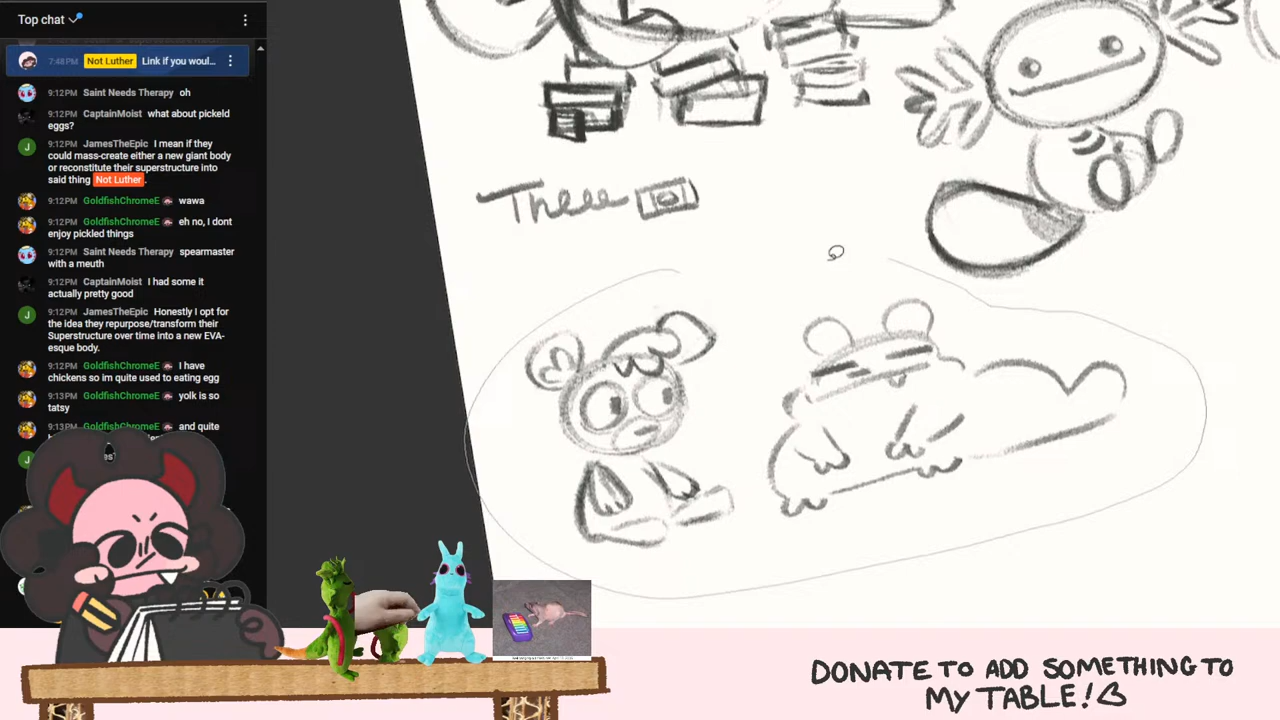 Top chat
7:48PM Not Luther Link if you woul...
9:12PM Saint Needs Therapy oh
9:12PM CaptainMoist what about pickeld
eggs?
9:12PM JamesTheEpic I mean if they
could mass-create either a new giant body
or reconstitute their superstructure into
said thing Not Luther.
9:12PM GoldfishChromeE wawa
9:12PM GoldfishChromeE eh no, I dont
enjoy pickled things
9:12PM Saint Needs Therapy spearmaster
with a meuth
9:12PM CaptainMoist I had some it
actually pretty good
9:12PM JamesTheEpic Honestly I opt for
the idea they repurpose/transform their
Superstructure over time into a new EVA-
esque body.
9:12PM GoldfishChromeE I have
chickens so im quite used to eating egg
9:13PM GoldfishChromeE yolk is so
tatsy
9:13PM GoldfishChromeE and quite
DONATE TO ADD SOMETHING TO
MY TABLE!